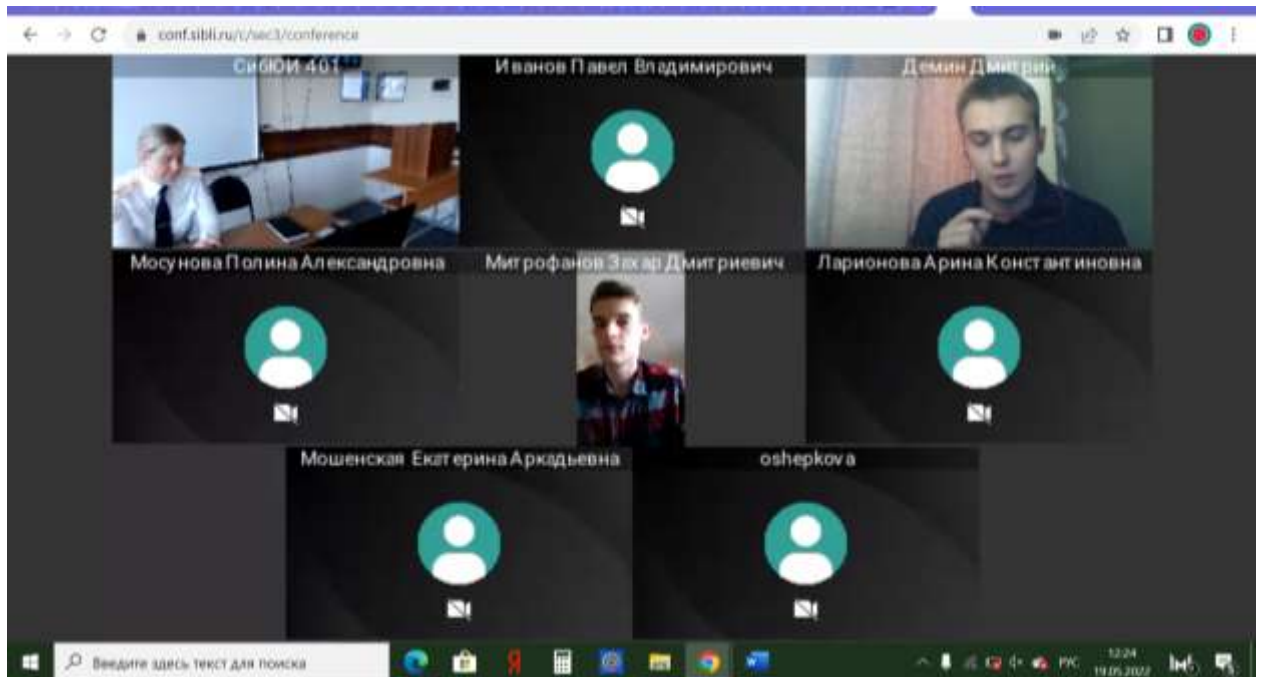 conf.sibli.ru/c/sec3/conference
СибЮИ 401
Иванов Павел Владимирович
Демин Дмитрий
Мосунова Полина Александровна
Митрофанов Захар Дмитриевич
Ларионова Арина Константиновна
Мошенская Екатерина Аркадьевна
oshepkova
Введите здесь текст для поиска
РУС
12:24
19.05.2022